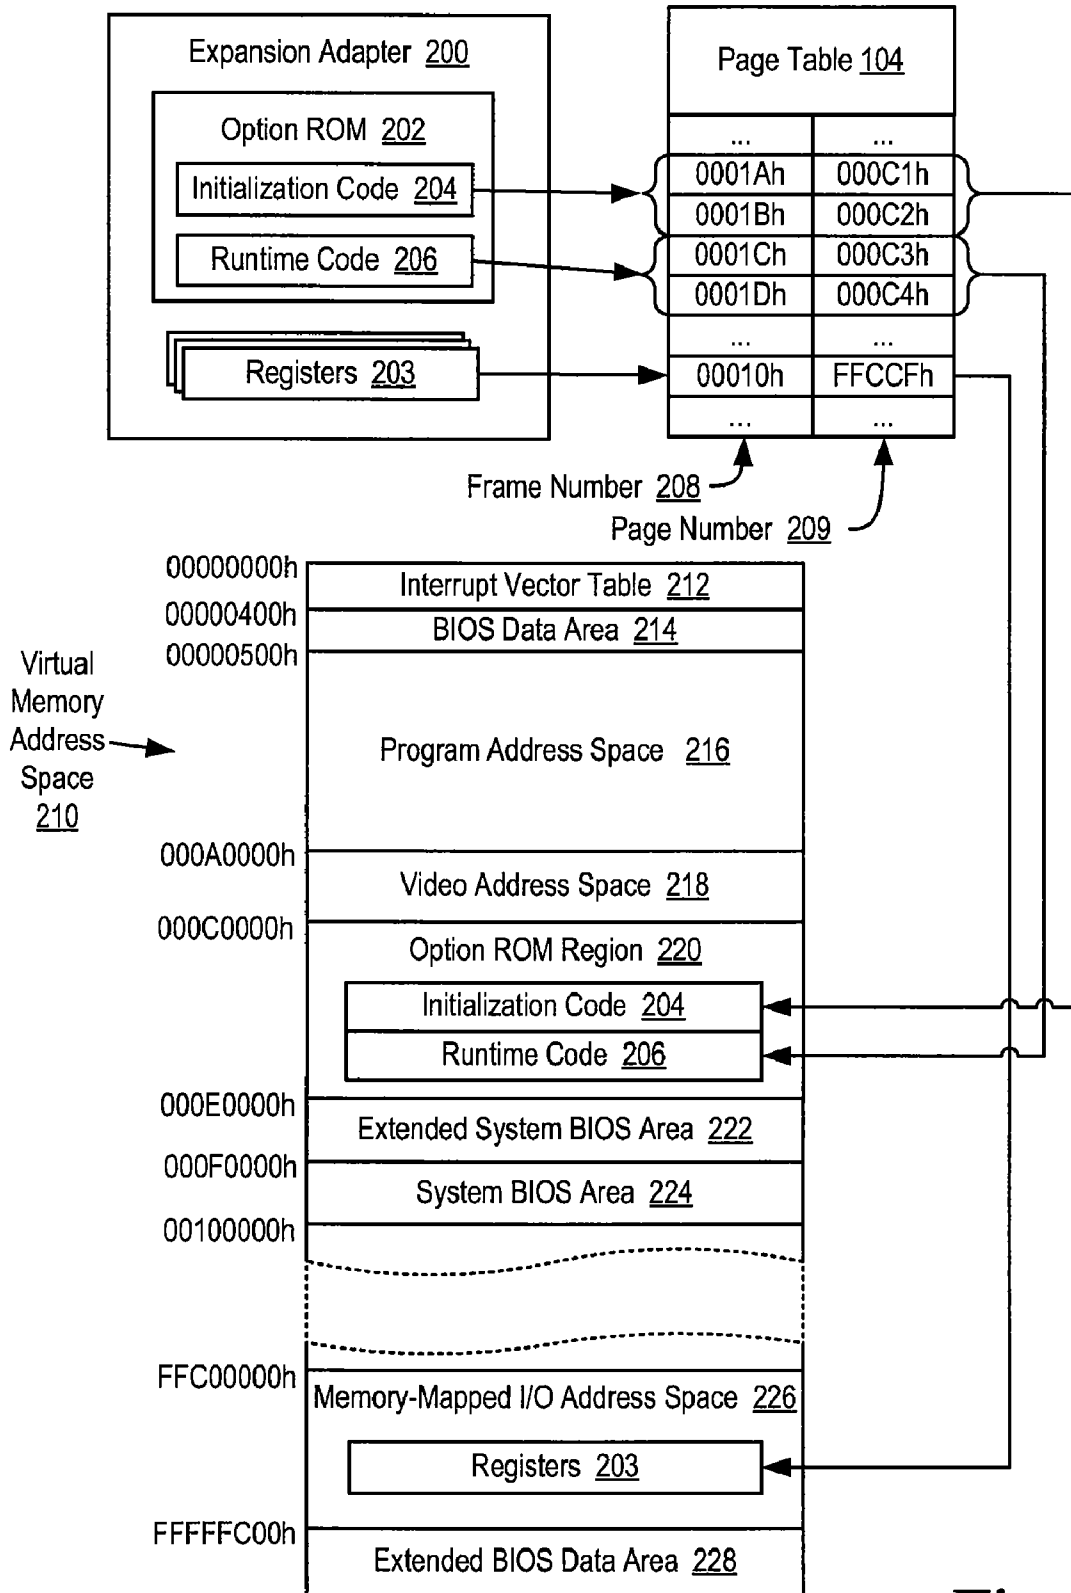 Expansion Adapter 200
Option ROM 202
Initialization Code 204
Runtime Code 206
Registers 203
Page Table 104
... ...
0001Ah 000C1h
0001Bh 000C2h
0001Ch 000C3h
0001Dh 000C4h
... ...
00010h FFCCFh
... ...
Frame Number 208
Page Number 209
Virtual
Memory
Address
Space
210
00000000h
Interrupt Vector Table 212
00000400h
BIOS Data Area 214
00000500h
Program Address Space 216
000A0000h
Video Address Space 218
000C0000h
Option ROM Region 220
Initialization Code 204
Runtime Code 206
000E0000h
Extended System BIOS Area 222
000F0000h
System BIOS Area 224
00100000h
FFC00000h
Memory-Mapped I/O Address Space 226
Registers 203
FFFFFC00h
Extended BIOS Data Area 228